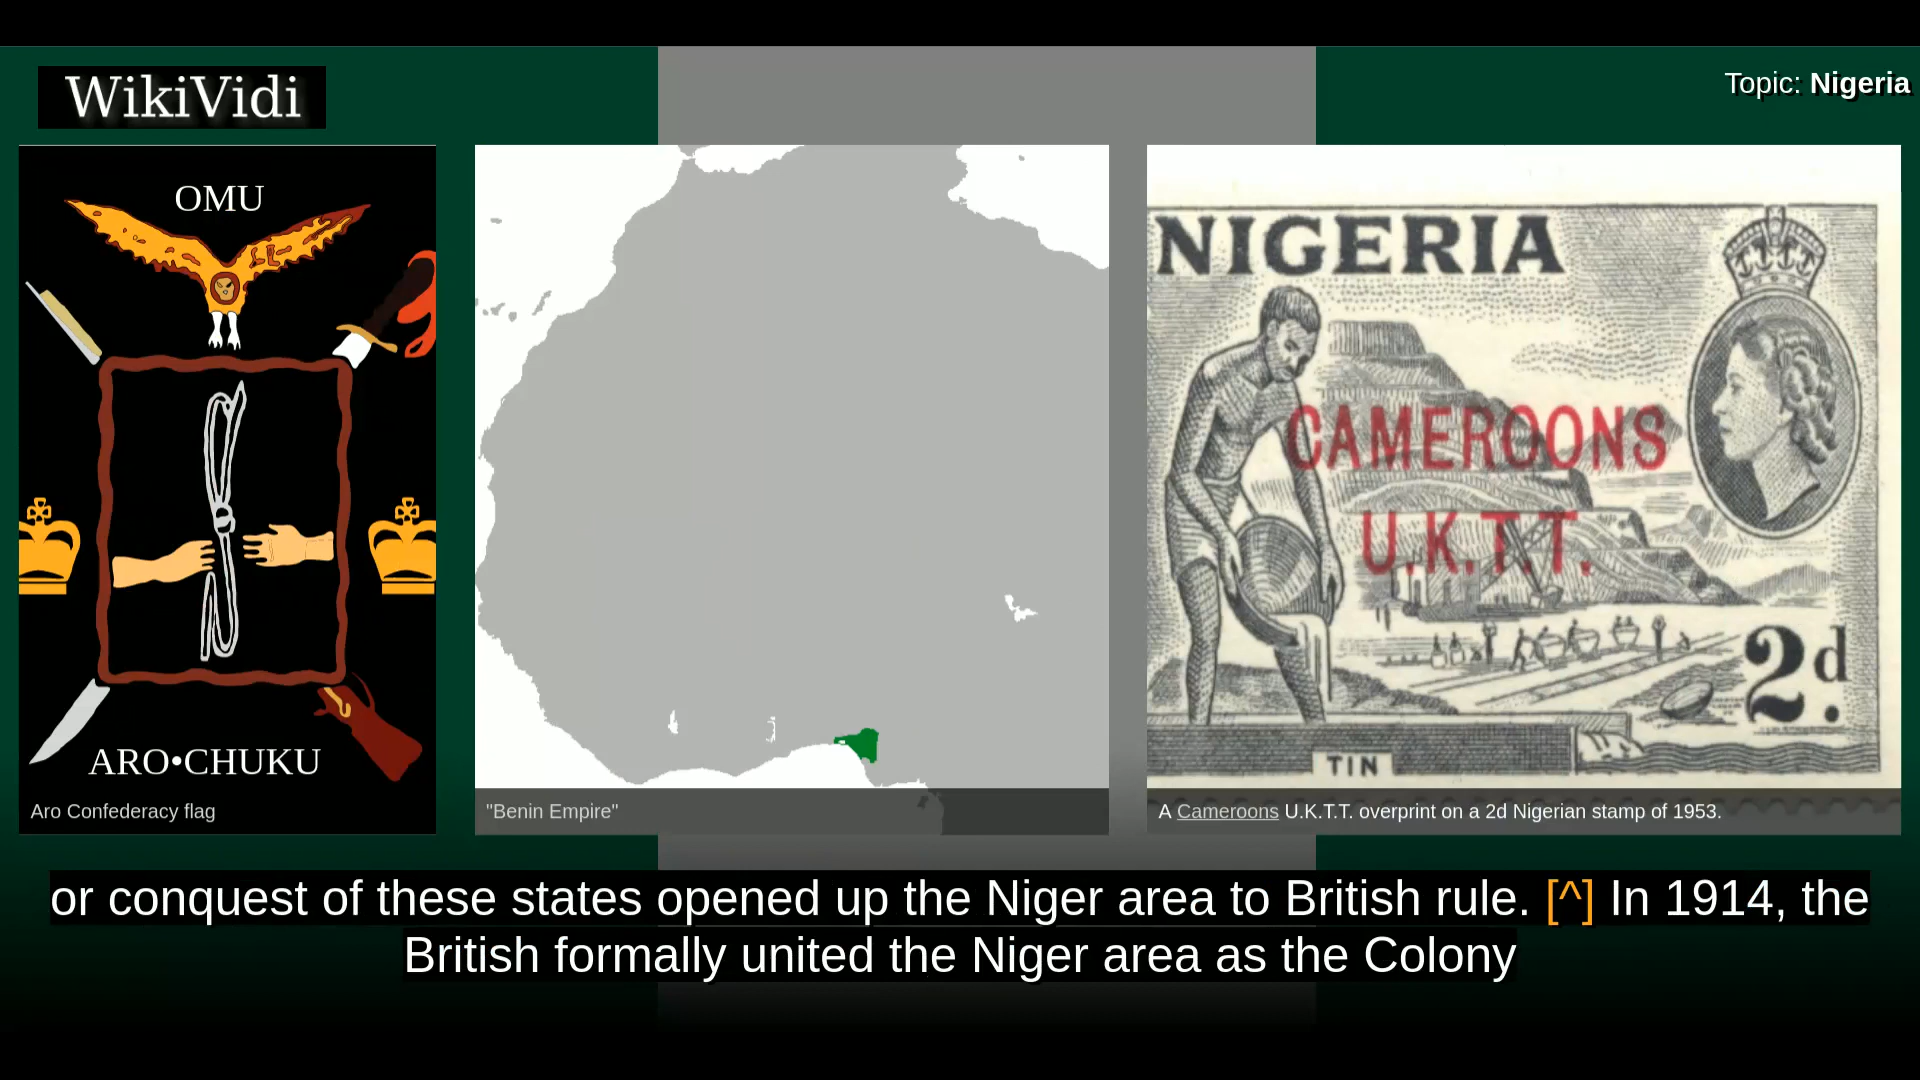 WikiVidi
Topic: Nigeria
OMU
ARO•CHUKU
Aro Confederacy flag
"Benin Empire"
NIGERIA
CAMEROONS
U.K.T.T.
2d.
TIN
A Cameroons U.K.T.T. overprint on a 2d Nigerian stamp of 1953.
or conquest of these states opened up the Niger area to British rule. [^] In 1914, the
British formally united the Niger area as the Colony